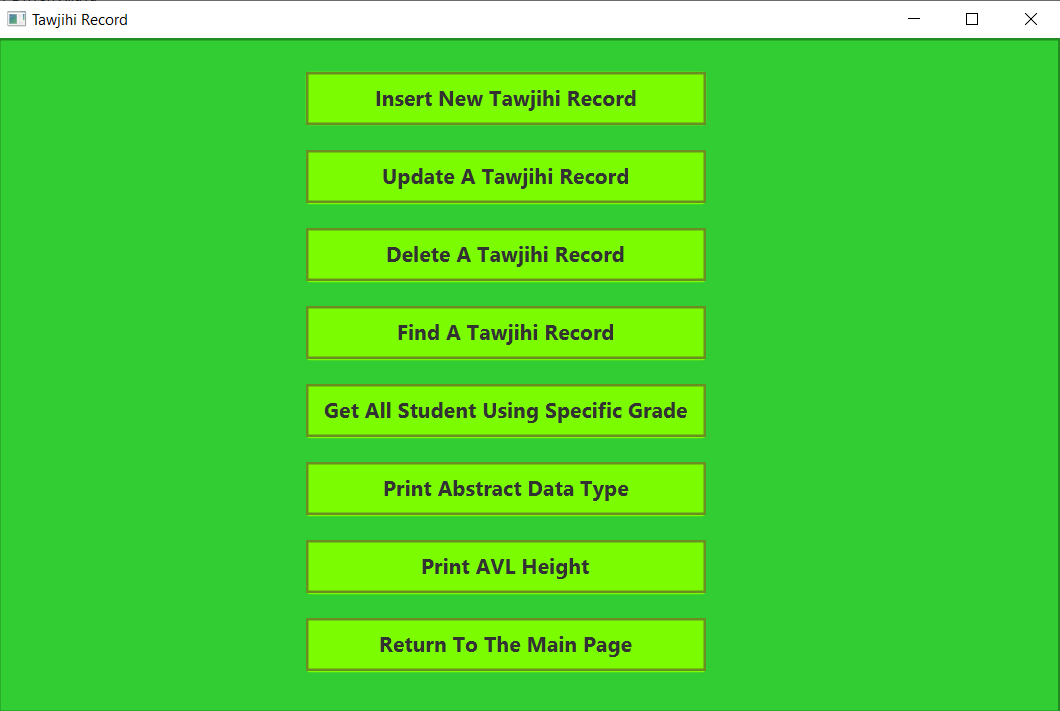 Tawjihi Record
Insert New Tawjihi Record
Update A Tawjihi Record
Delete A Tawjihi Record
Find A Tawjihi Record
Get All Student Using Specific Grade
Print Abstract Data Type
Print AVL Height
Return To The Main Page